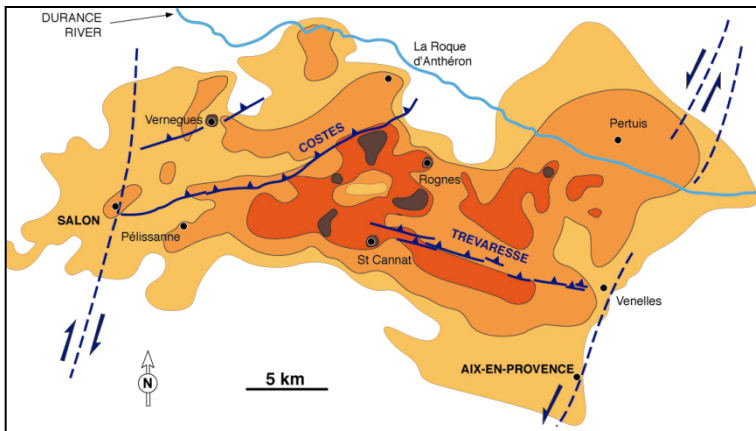 DURANCE
RIVER
La Roque
d'Anthéron
Vernegues
COSTES
Pertuis
Rognes
SALON
Pélissanne
TREVARESSE
St Cannat
Venelles
N
5 km
AIX-EN-PROVENCE